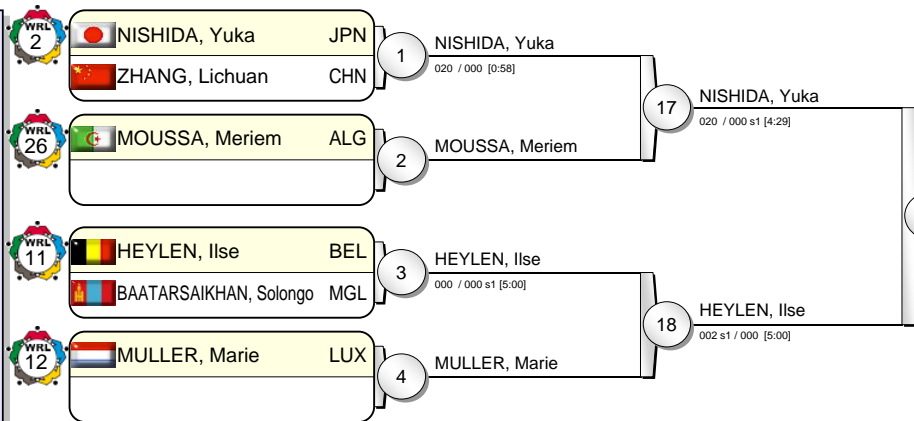 WRL
2
NISHIDA, Yuka JPN
ZHANG, Lichuan CHN
1
NISHIDA, Yuka
020 / 000 [0:58]
WRL
26
MOUSSA, Meriem ALG
2
MOUSSA, Meriem
17
NISHIDA, Yuka
020 / 000 s1 [4:29]
WRL
11
HEYLEN, Ilse BEL
BAATARSAIKHAN, Solongo MGL
3
HEYLEN, Ilse
000 / 000 s1 [5:00]
WRL
12
MULLER, Marie LUX
4
MULLER, Marie
18
HEYLEN, Ilse
002 s1 / 000 [5:00]